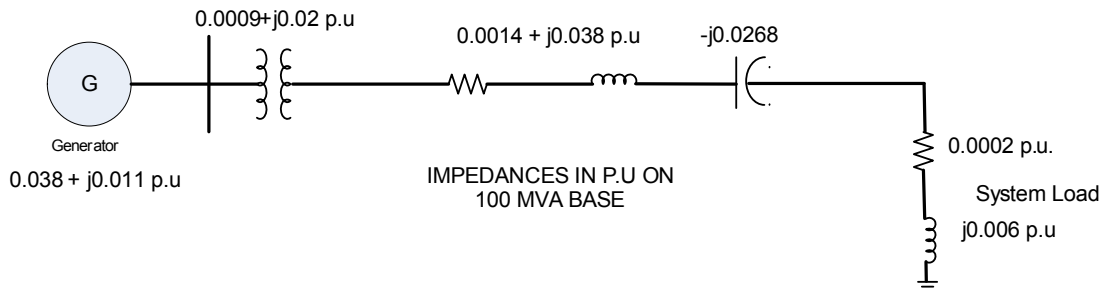 0.0009+j0.02 p.u
0.0014 + j0.038 p.u
-j0.0268
G
Generator
0.038 + j0.011 p.u
IMPEDANCES IN P.U ON
100 MVA BASE
0.0002 p.u.
System Load
j0.006 p.u